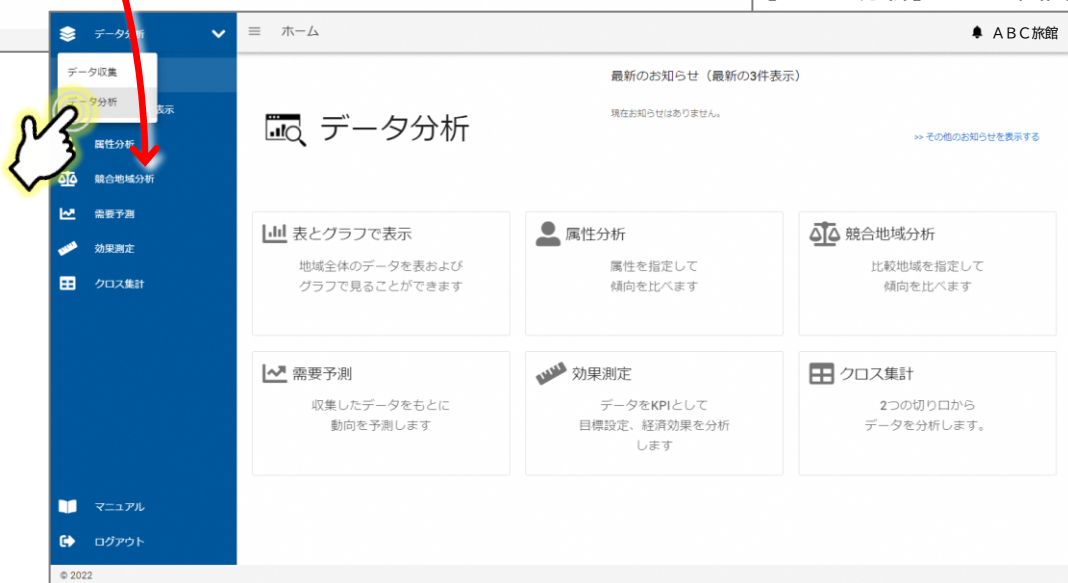 データ分析
ホーム
ABC旅館
データ収集
データ分析
表示
属性分析
競合地域分析
需要予測
効果測定
クロス集計
マニュアル
ログアウト
© 2022
データ分析
最新のお知らせ（最新の3件表示）
現在お知らせはありません。
>> その他のお知らせを表示する
表とグラフで表示
地域全体のデータを表および
グラフで見ることができます
属性分析
属性を指定して
傾向を比べます
競合地域分析
比較地域を指定して
傾向を比べます
需要予測
収集したデータをもとに
動向を予測します
効果測定
データをKPIとして
目標設定、経済効果を分析
します
クロス集計
2つの切り口から
データを分析します。